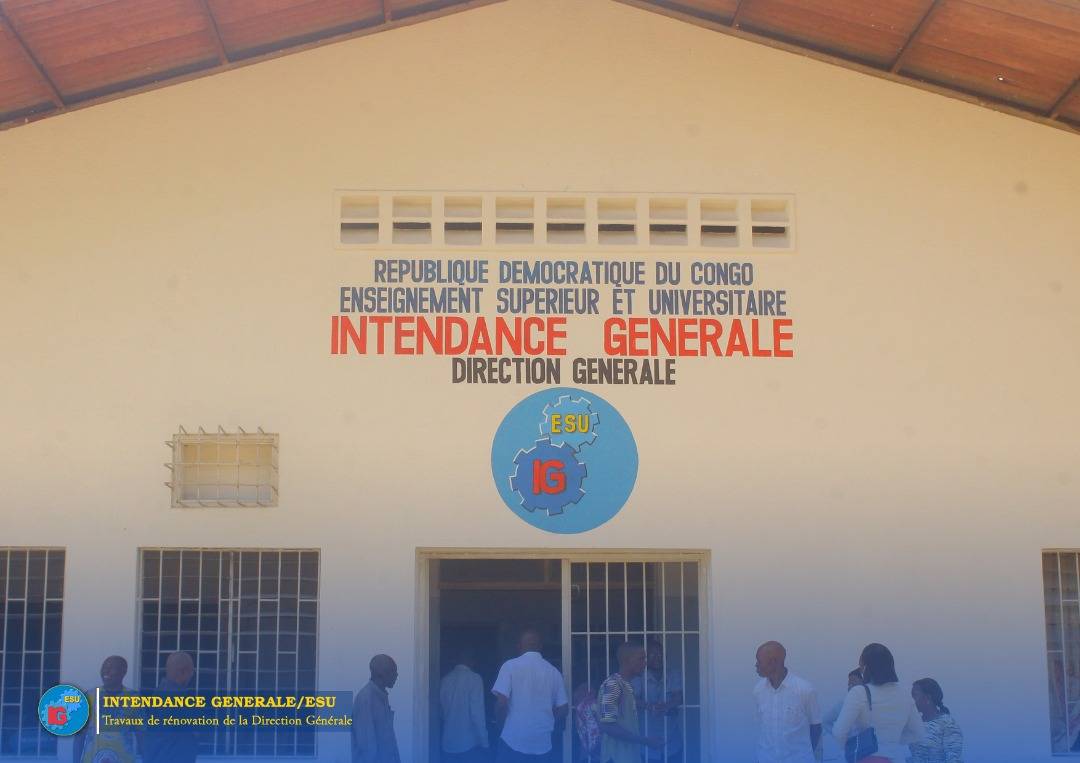 REPUBLIQUE DEMOCRATIQUE DU CONGO
ENSEIGNEMENT SUPERIEUR ET UNIVERSITAIRE
INTENDANCE GENERALE
DIRECTION GENERALE
ESU
IG
ESU
IG
INTENDANCE GENERALE/ESU
Travaux de rénovation de la Direction Générale